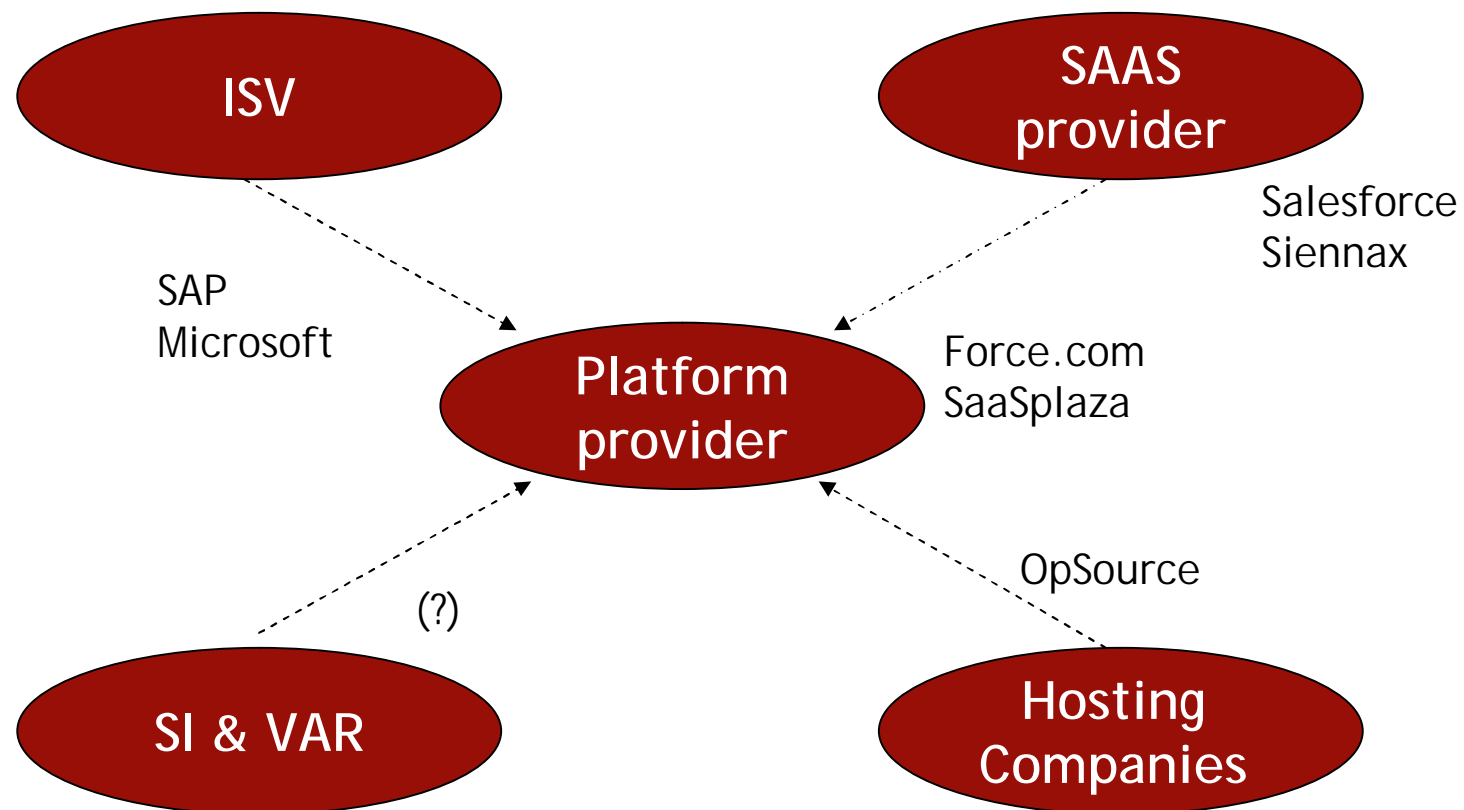 ISV
SAAS
provider
Salesforce
Siennax
SAP
Microsoft
Platform
provider
Force.com
SaaSplaza
(?)
OpSource
SI & VAR
Hosting
Companies